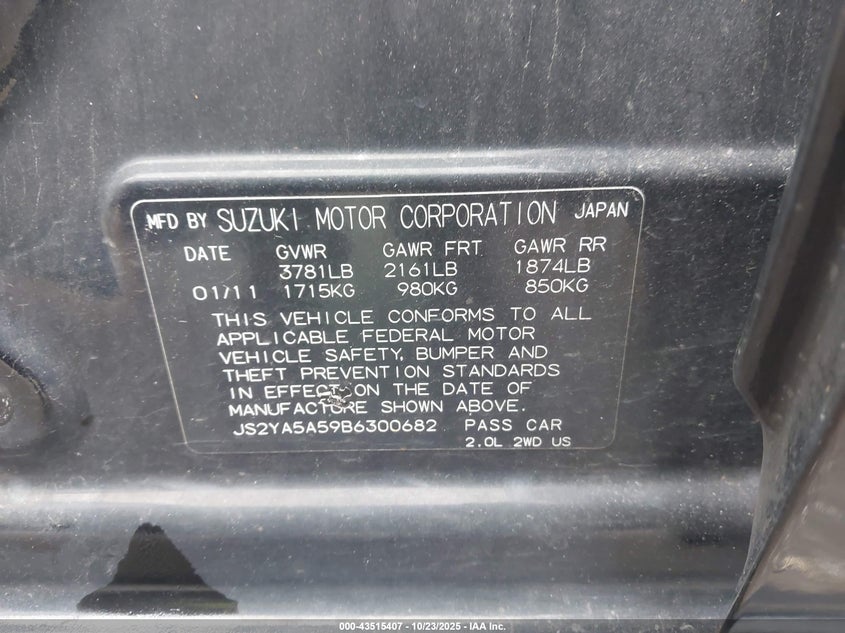 MFD BY SUZUKI MOTOR CORPORATION JAPAN
DATE GVWR GAWR FRT GAWR RR
3781LB 2161LB 1874LB
01/11 1715KG 980KG 850KG
THIS VEHICLE CONFORMS TO ALL
APPLICABLE FEDERAL MOTOR
VEHICLE SAFETY, BUMPER AND
THEFT PREVENTION STANDARDS
IN EFFECT ON THE DATE OF
MANUFACTURE SHOWN ABOVE.
JS2YA5A59B6300682 PASS CAR
2.0L 2WD US
000-43515407 - 10/23/2025 - IAA Inc.